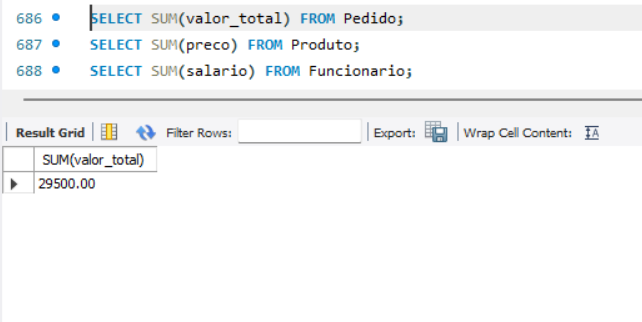 686 SELECT SUM(valor_total) FROM Pedido;
687 SELECT SUM(preco) FROM Produto;
688 SELECT SUM(salario) FROM Funcionario;
Result Grid Filter Rows: Export: Wrap Cell Content: IA
SUM(valor_total)
29500.00